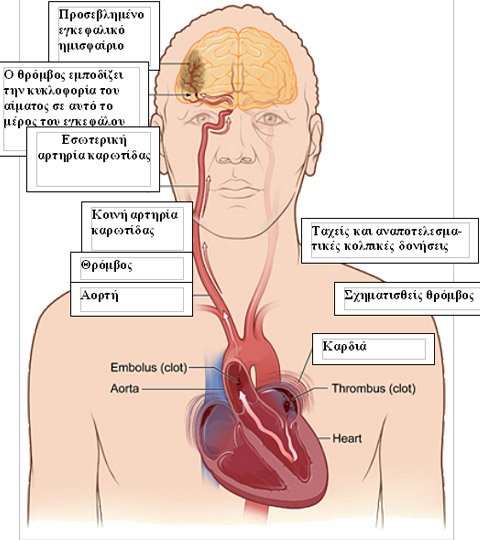 Προσεβλημένο
εγκεφαλικό
ημισφαίριο
Ο θρόμβος εμποδίζει
την κυκλοφορία του
αίματος σε αυτό το
μέρος του εγκεφάλου
Εσωτερική
αρτηρία καρωτίδας
Κοινή αρτηρία
καρωτίδας
Θρόμβος
Αορτή
Ταχείς και αναποτελεσμα-
τικές κολπικές δονήσεις
Σχηματισθείς θρόμβος
Καρδιά
Embolus (clot)
Aorta
Thrombus (clot)
Heart